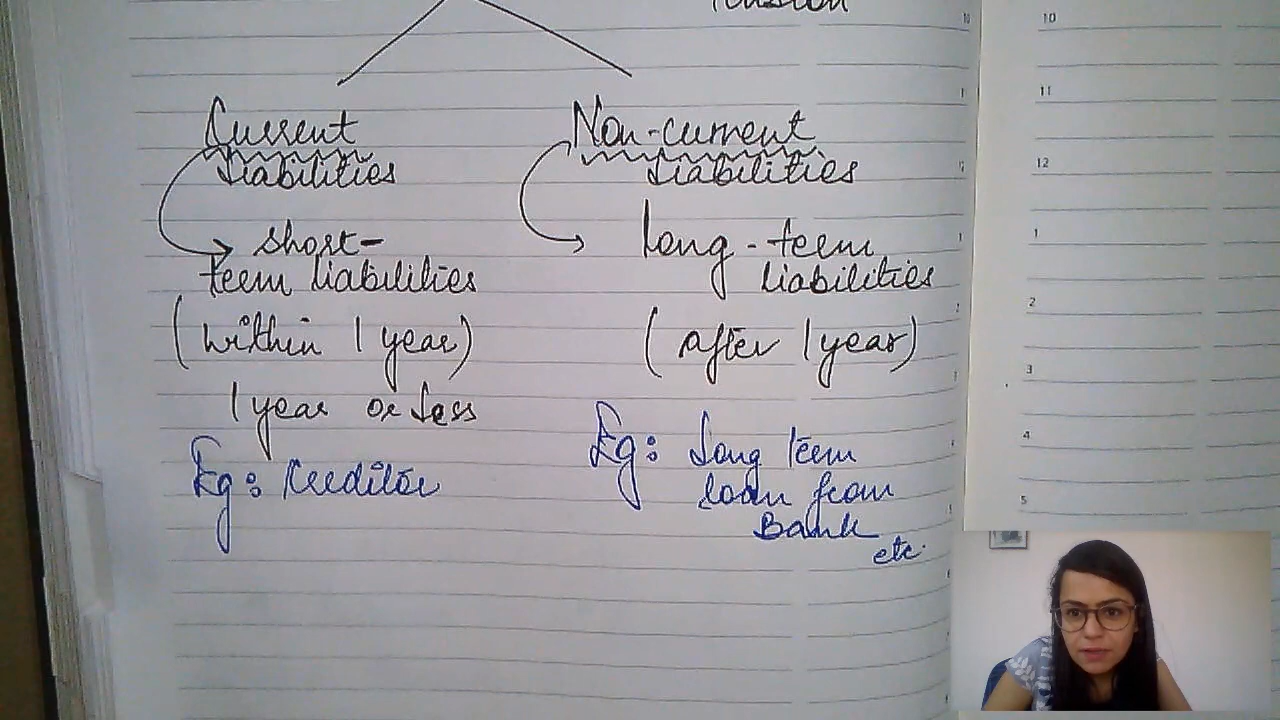 Current
Liabilities
Non-current
Liabilities
short-
term liabilities
(within 1 year)
1 year or less
Eg: Creditor
long-term
liabilities
(after 1 year)
Eg: Long term
loan from
Bank
etc.
10
11
12
1
2
3
4
5